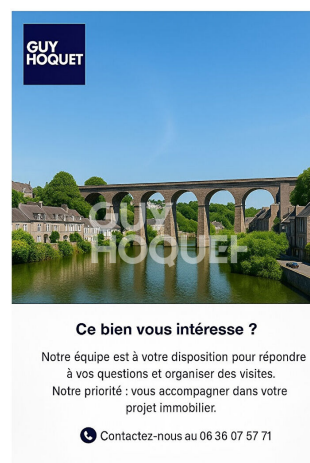 GUY
HOQUET
GUY
HOQUET
Ce bien vous intéresse ?
Notre équipe est à votre disposition pour répondre
à vos questions et organiser des visites.
Notre priorité : vous accompagner dans votre
projet immobilier.
Contactez-nous au 06 36 07 57 71